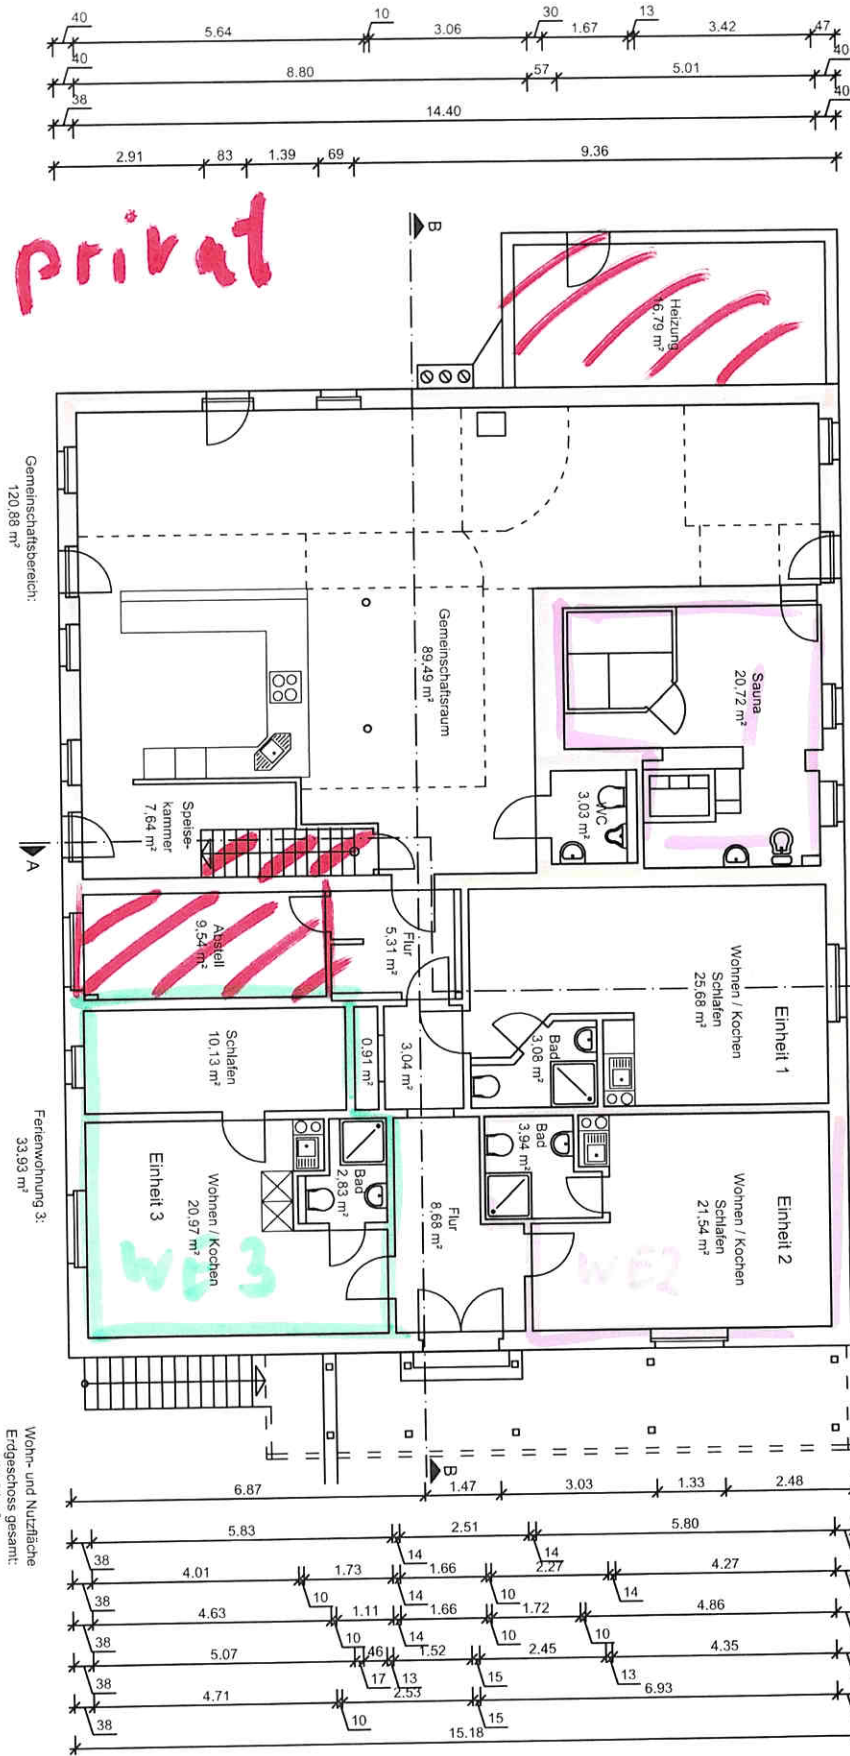 40
5.64
10
3.06
30
1.67
13
3.42
47
40
8.80
57
5.01
40
38
14.40
40
2.91
83
1.39
69
9.36
privat
B
Heizung
16,79 m²
Gemeinschaftsbereich:
120,88 m²
Gemeinschaftsraum
89,49 m²
Sauna
20,72 m²
WC
3,03 m²
Speise-
kammer
7,64 m²
A
Abstell
9,54 m²
Flur
5,31 m²
Wohnen / Kochen
Schlafen
25,68 m²
Einheit 1
Schlafen
10,13 m²
0,91 m²
3,04 m²
Bad
3,08 m²
Ferienwohnung 3:
33,93 m²
Einheit 3
Wohnen / Kochen
20,97 m²
WE 3
Bad
2,83 m²
Flur
8,68 m²
Bad
3,94 m²
Wohnen / Kochen
Schlafen
21,54 m²
Einheit 2
WE2
B
Wohn- und Nutzfläche
Erdgeschoss gesamt:
6.87
1.47
3.03
1.33
2.48
5.83
2.51
5.80
38
14
14
4.01
1.73
1.66
2.27
4.27
38
10
14
10
14
4.63
1.11
1.66
1.72
4.86
38
10
14
10
10
5.07
46
1.52
2.45
4.35
38
17
13
15
13
4.71
2.53
6.93
38
10
15
15.18